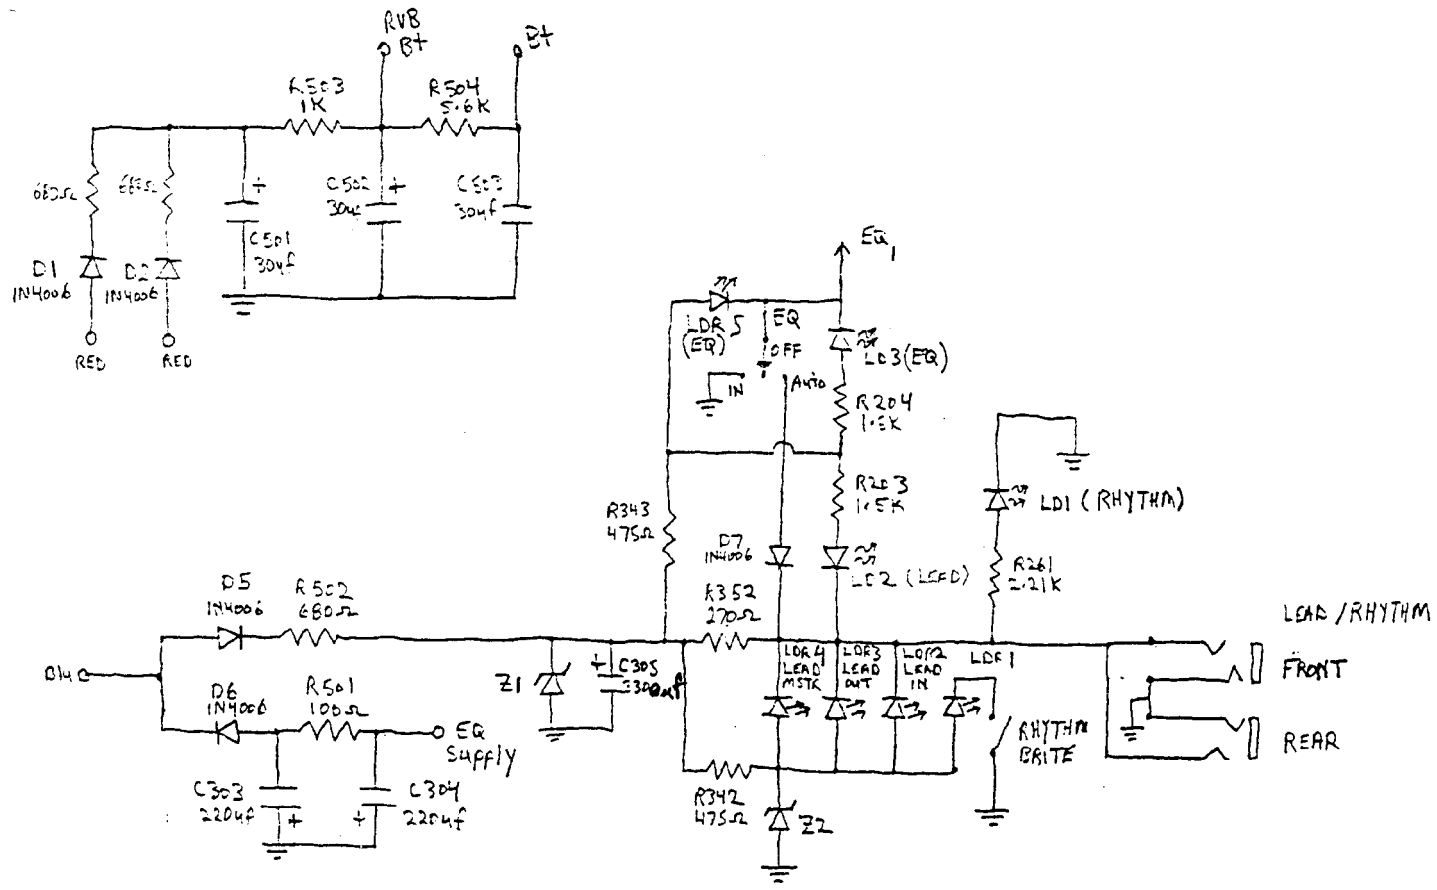 RVB
B+
B+
R503
1K
R504
5.6K
C502
30uf
C503
30uf
C501
30uf
D1
1N4006
D2
1N4006
RED
RED
EQ1
LDR 5
(EQ)
EQ
OFF
IN
Auto
LD3 (EQ)
R204
1.5K
R203
1.5K
LD1 (RHYTHM)
R343
475Ω
D7
1N4006
LD2 (LEAD)
R261
2.21K
D5
1N4006
R502
680Ω
R352
270Ω
LEAD/RHYTHM
Blu
Z1
C305
LDR4
LEAD
MSTR
LDR3
LEAD
OUT
LDR2
LEAD
IN
LDR1
FRONT
D6
1N4006
R501
100Ω
EQ
Supply
RHYTHM
BRITE
REAR
C303
220uf
C304
220uf
R342
475Ω
Z2